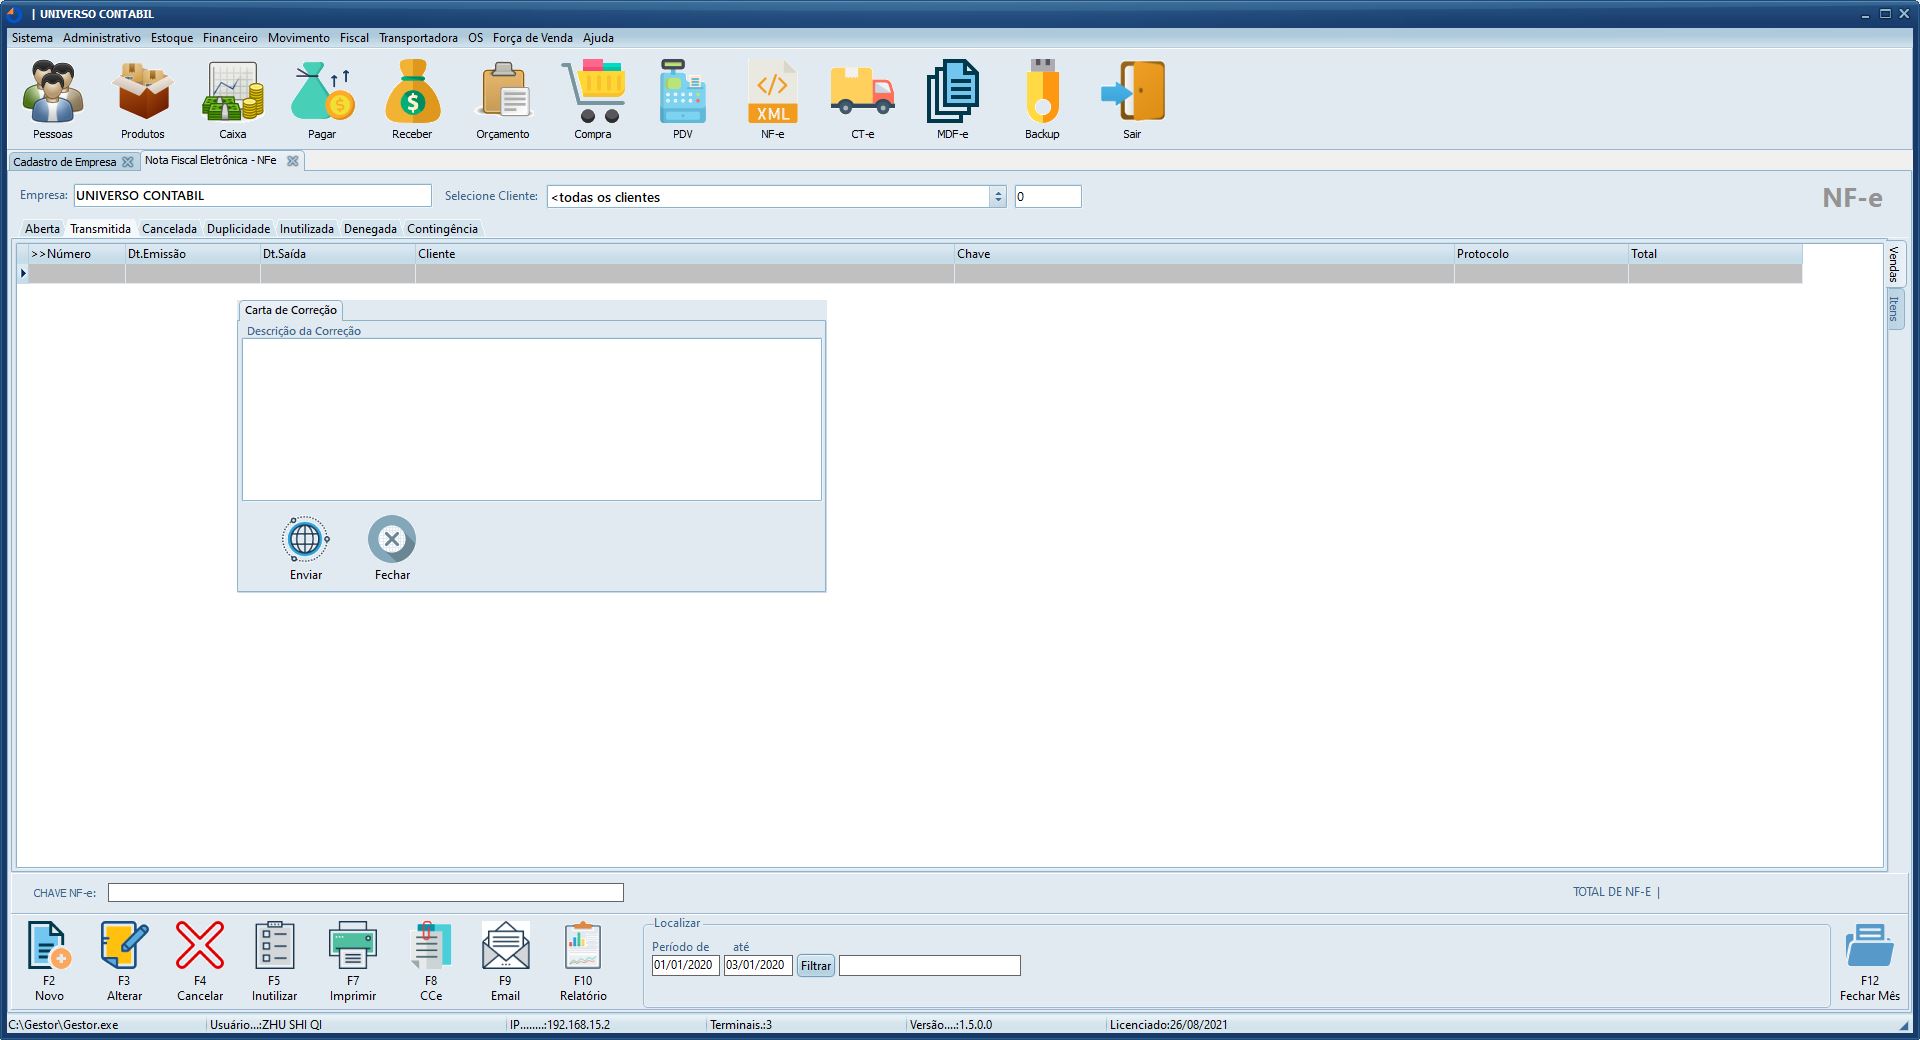 | UNIVERSO CONTABIL
Sistema Administrativo Estoque Financeiro Movimento Fiscal Transportadora OS Força de Venda Ajuda
XML
Pessoas Produtos Caixa Pagar Receber Orçamento Compra PDV NF-e CT-e MDF-e Backup Sair
Cadastro de Empresa Nota Fiscal Eletrônica - NFe
Empresa: UNIVERSO CONTABIL Selecione Cliente: <todas os clientes 0 NF-e
Aberta Transmitida Cancelada Duplicidade Inutilizada Denegada Contingência
>>Número Dt.Emissão Dt.Saída Cliente Chave Protocolo Total
Vendas
Itens
Carta de Correção
Descrição da Correção
Enviar Fechar
CHAVE NF-e: TOTAL DE NF-E |
F2 F3 F4 F5 F7 F8 F9 F10
Novo Alterar Cancelar Inutilizar Imprimir CCe Email Relatório
Localizar
Período de até
01/01/2020 03/01/2020 Filtrar
F12
Fechar Mês
C:\Gestor\Gestor.exe Usuário...:ZHU SHI QI IP........:192.168.15.2 Terminais.:3 Versão....:1.5.0.0 Licenciado:26/08/2021